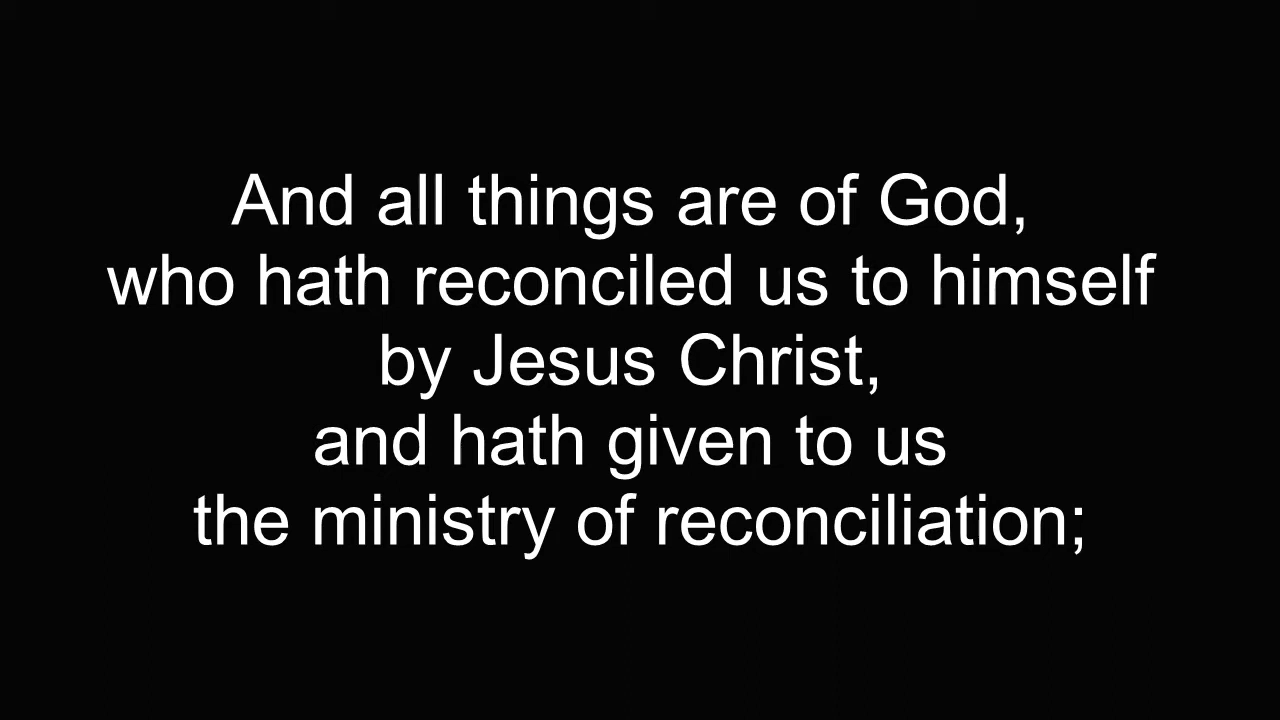 And all things are of God,
who hath reconciled us to himself
by Jesus Christ,
and hath given to us
the ministry of reconciliation;